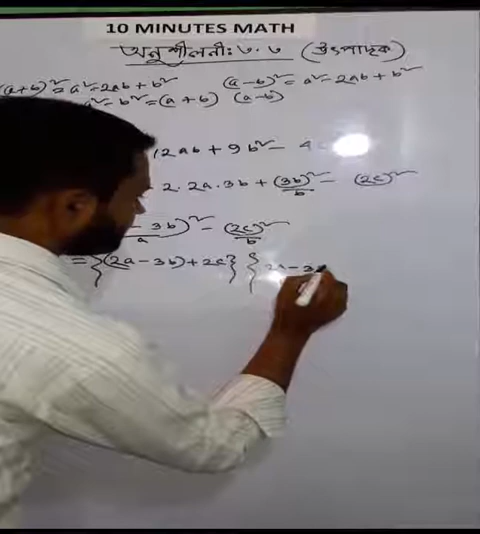 10 MINUTES MATH
অনুশীলনী: ৩.৩ (উৎপাদক)
(a+b)² = a²-2ab+b² (a-b)² = a²-2ab+b²
a²-b² = (a+b) (a-b)
12ab + 9b² - 4
2.2a.3b + (3b)² - (2c)²
b
- 3b)² - (2c)²
a b
= {(2a-3b)+2c} {2a-3